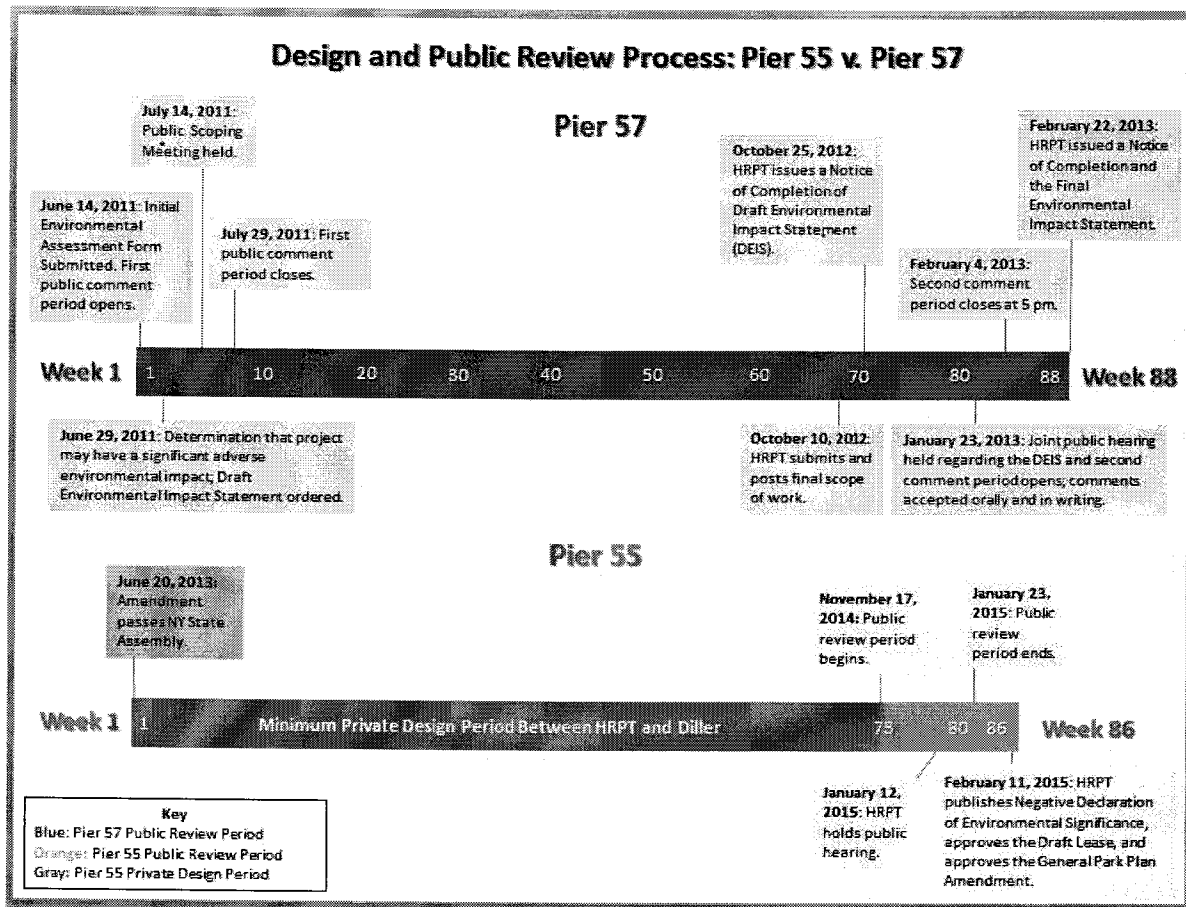 Design and Public Review Process: Pier 55 v. Pier 57
Pier 57
July 14, 2011:
Public Scoping
Meeting held.
June 14, 2011: Initial
Environmental
Assessment Form
Submitted. First
public comment
period opens.
July 29, 2011: First
public comment
period closes.
October 25, 2012:
HRPT issues a Notice
of Completion of
Draft Environmental
Impact Statement
(DEIS).
February 4, 2013:
Second comment
period closes at 5 pm.
February 22, 2013:
HRPT issued a Notice
of Completion and
the Final
Environmental
Impact Statement.
Week 1 1 10 20 30 40 50 60 70 80 88 Week 88
June 29, 2011: Determination that project
may have a significant adverse
environmental impact; Draft
Environmental Impact Statement ordered.
October 10, 2012:
HRPT submits and
posts final scope
of work.
January 23, 2013: Joint public hearing
held regarding the DEIS and second
comment period opens; comments
accepted orally and in writing.
Pier 55
June 20, 2013:
Amendment
passes NY State
Assembly.
November 17,
2014: Public
review period
begins.
January 23,
2015: Public
review
period ends.
Week 1 1 Minimum Private Design Period Between HRPT and Diller 73 80 86 Week 86
January 12,
2015: HRPT
holds public
hearing.
February 11, 2015: HRPT
publishes Negative Declaration
of Environmental Significance,
approves the Draft Lease, and
approves the General Park Plan
Amendment.
Key
Blue: Pier 57 Public Review Period
Orange: Pier 55 Public Review Period
Gray: Pier 55 Private Design Period